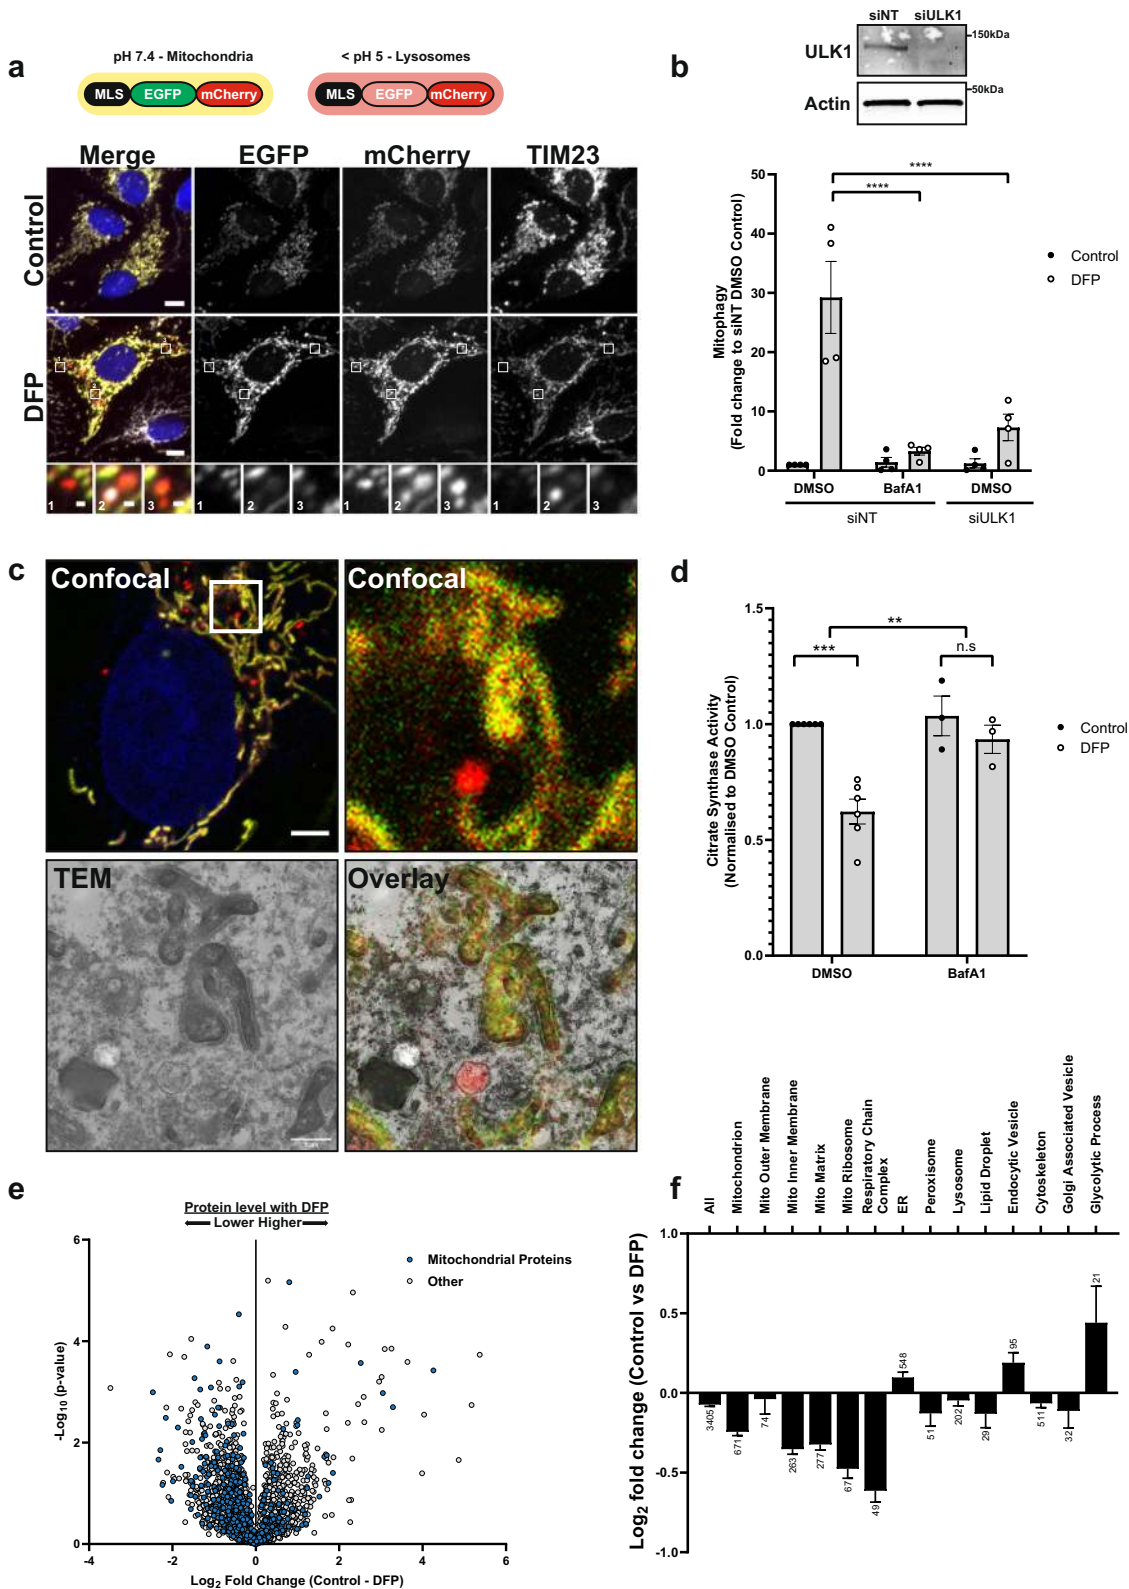 a
pH 7.4 - Mitochondria
< pH 5 - Lysosomes
MLS EGFP mCherry
MLS EGFP mCherry
Merge EGFP mCherry TIM23
Control
DFP
1 2 3
1 2 3 1 2 3 1 2 3 1 2 3
b
siNT siULK1
ULK1
150kDa
Actin
50kDa
Mitophagy
(Fold change to siNT DMSO Control)
50
40
30
20
10
0
****
****
Control
DFP
DMSO BafA1 DMSO
siNT siULK1
c
Confocal Confocal
TEM Overlay
d
Citrate Synthase Activity
(Normalised to DMSO Control)
1.5
1.0
0.5
0.0
**
***
n.s
Control
DFP
DMSO BafA1
e
Protein level with DFP
Lower Higher
Mitochondrial Proteins
Other
-Log10 (p-value)
6
4
2
0
-4 -2 0 2 4 6
Log2 Fold Change (Control - DFP)
f
All
Mitochondrion
Mito Outer Membrane
Mito Inner Membrane
Mito Matrix
Mito Ribosome
Respiratory Chain
Complex
ER
Peroxisome
Lysosome
Lipid Droplet
Endocytic Vesicle
Cytoskeleton
Golgi Associated Vesicle
Glycolytic Process
Log2 fold change (Control vs DFP)
1.0
0.5
0.0
-0.5
-1.0
3405
671
74
263
277
67
49
548
51
202
29
95
511
32
21